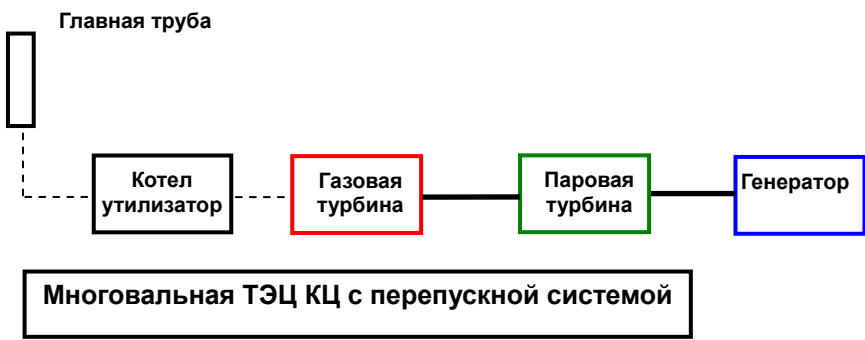 Главная труба
Котел
утилизатор
Газовая
турбина
Паровая
турбина
Генератор
Многовальная ТЭЦ КЦ с перепускной системой